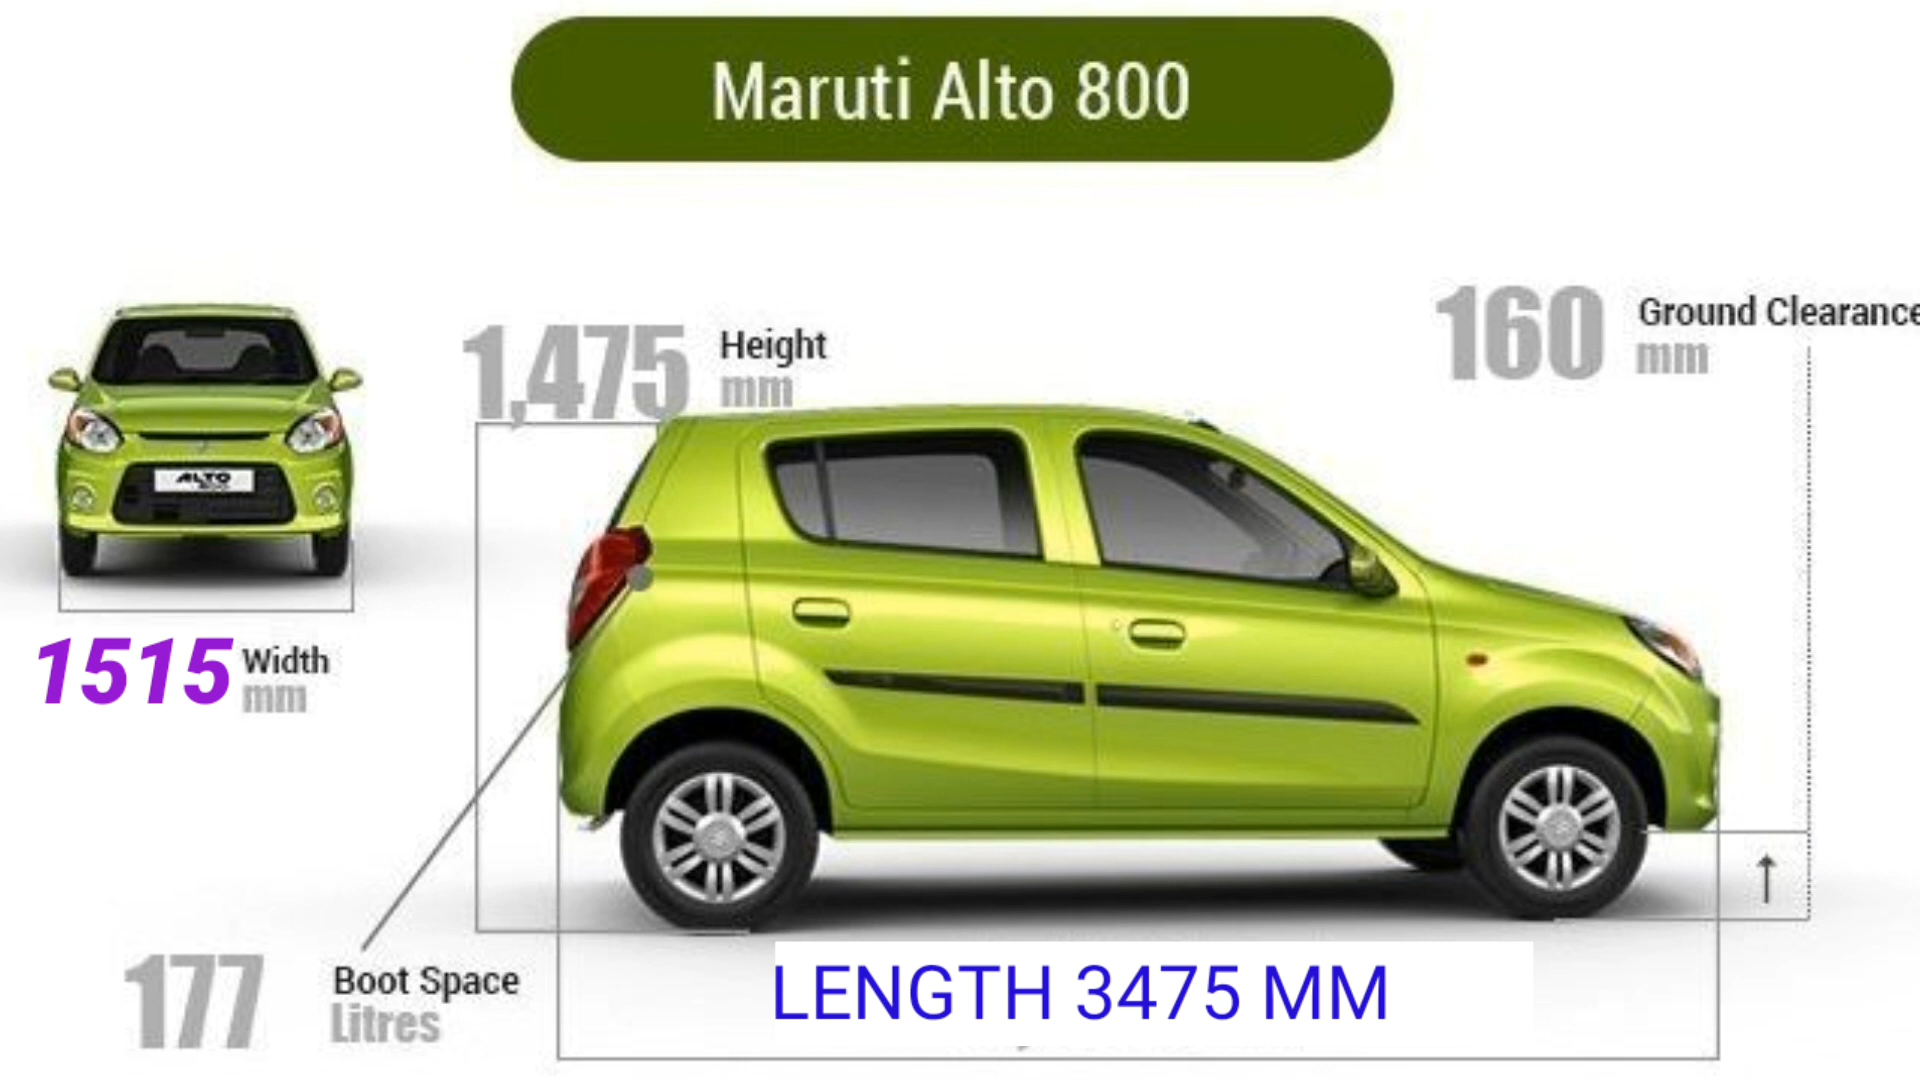 Maruti Alto 800
160 Ground Clearance
mm
1,475 Height
mm
ALTO
1515 Width
mm
177 Boot Space
Litres
LENGTH 3475 MM